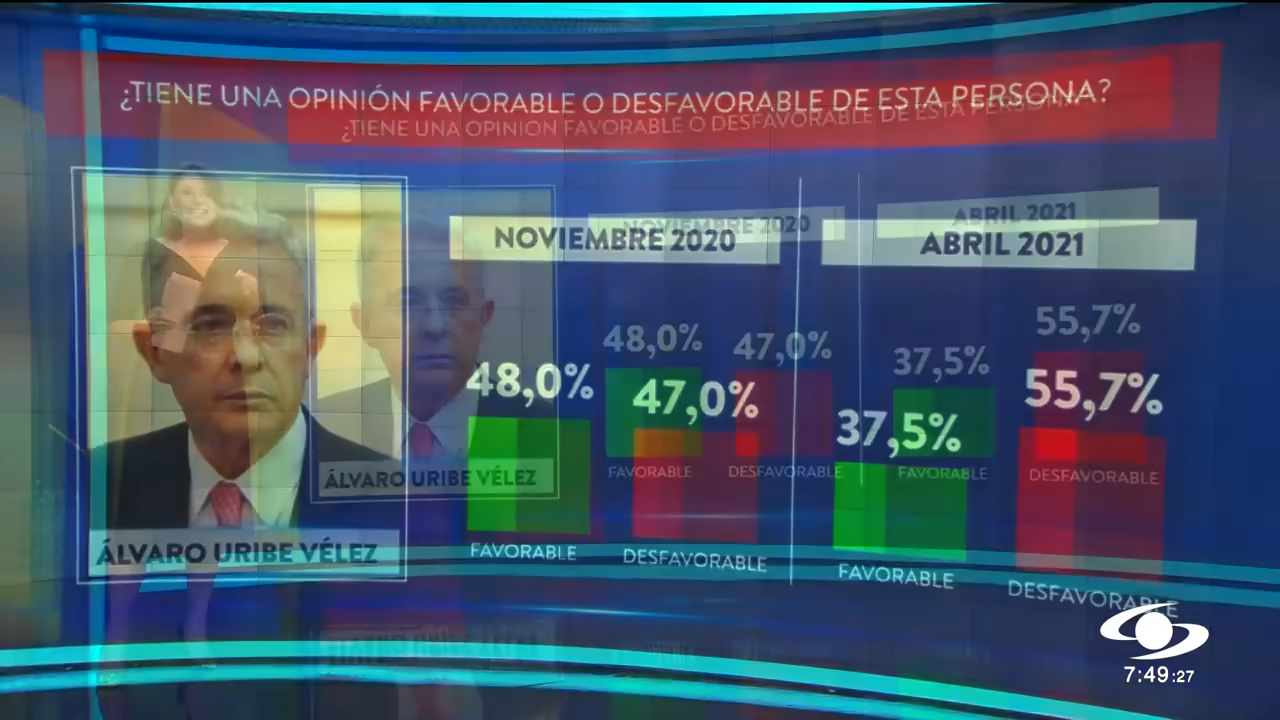 ¿TIENE UNA OPINIÓN FAVORABLE O DESFAVORABLE DE ESTA PERSONA?
¿TIENE UNA OPINIÓN FAVORABLE O DESFAVORABLE DE ESTA PERSONA?
NOVIEMBRE 2020
ABRIL 2021
NOVIEMBRE 2020
ABRIL 2021
48,0%
47,0%
37,5%
55,7%
48,0%
47,0%
37,5%
55,7%
FAVORABLE
DESFAVORABLE
FAVORABLE
DESFAVORABLE
ÁLVARO URIBE VÉLEZ
ÁLVARO URIBE VÉLEZ
FAVORABLE
DESFAVORABLE
FAVORABLE
DESFAVORABLE
7:49:27